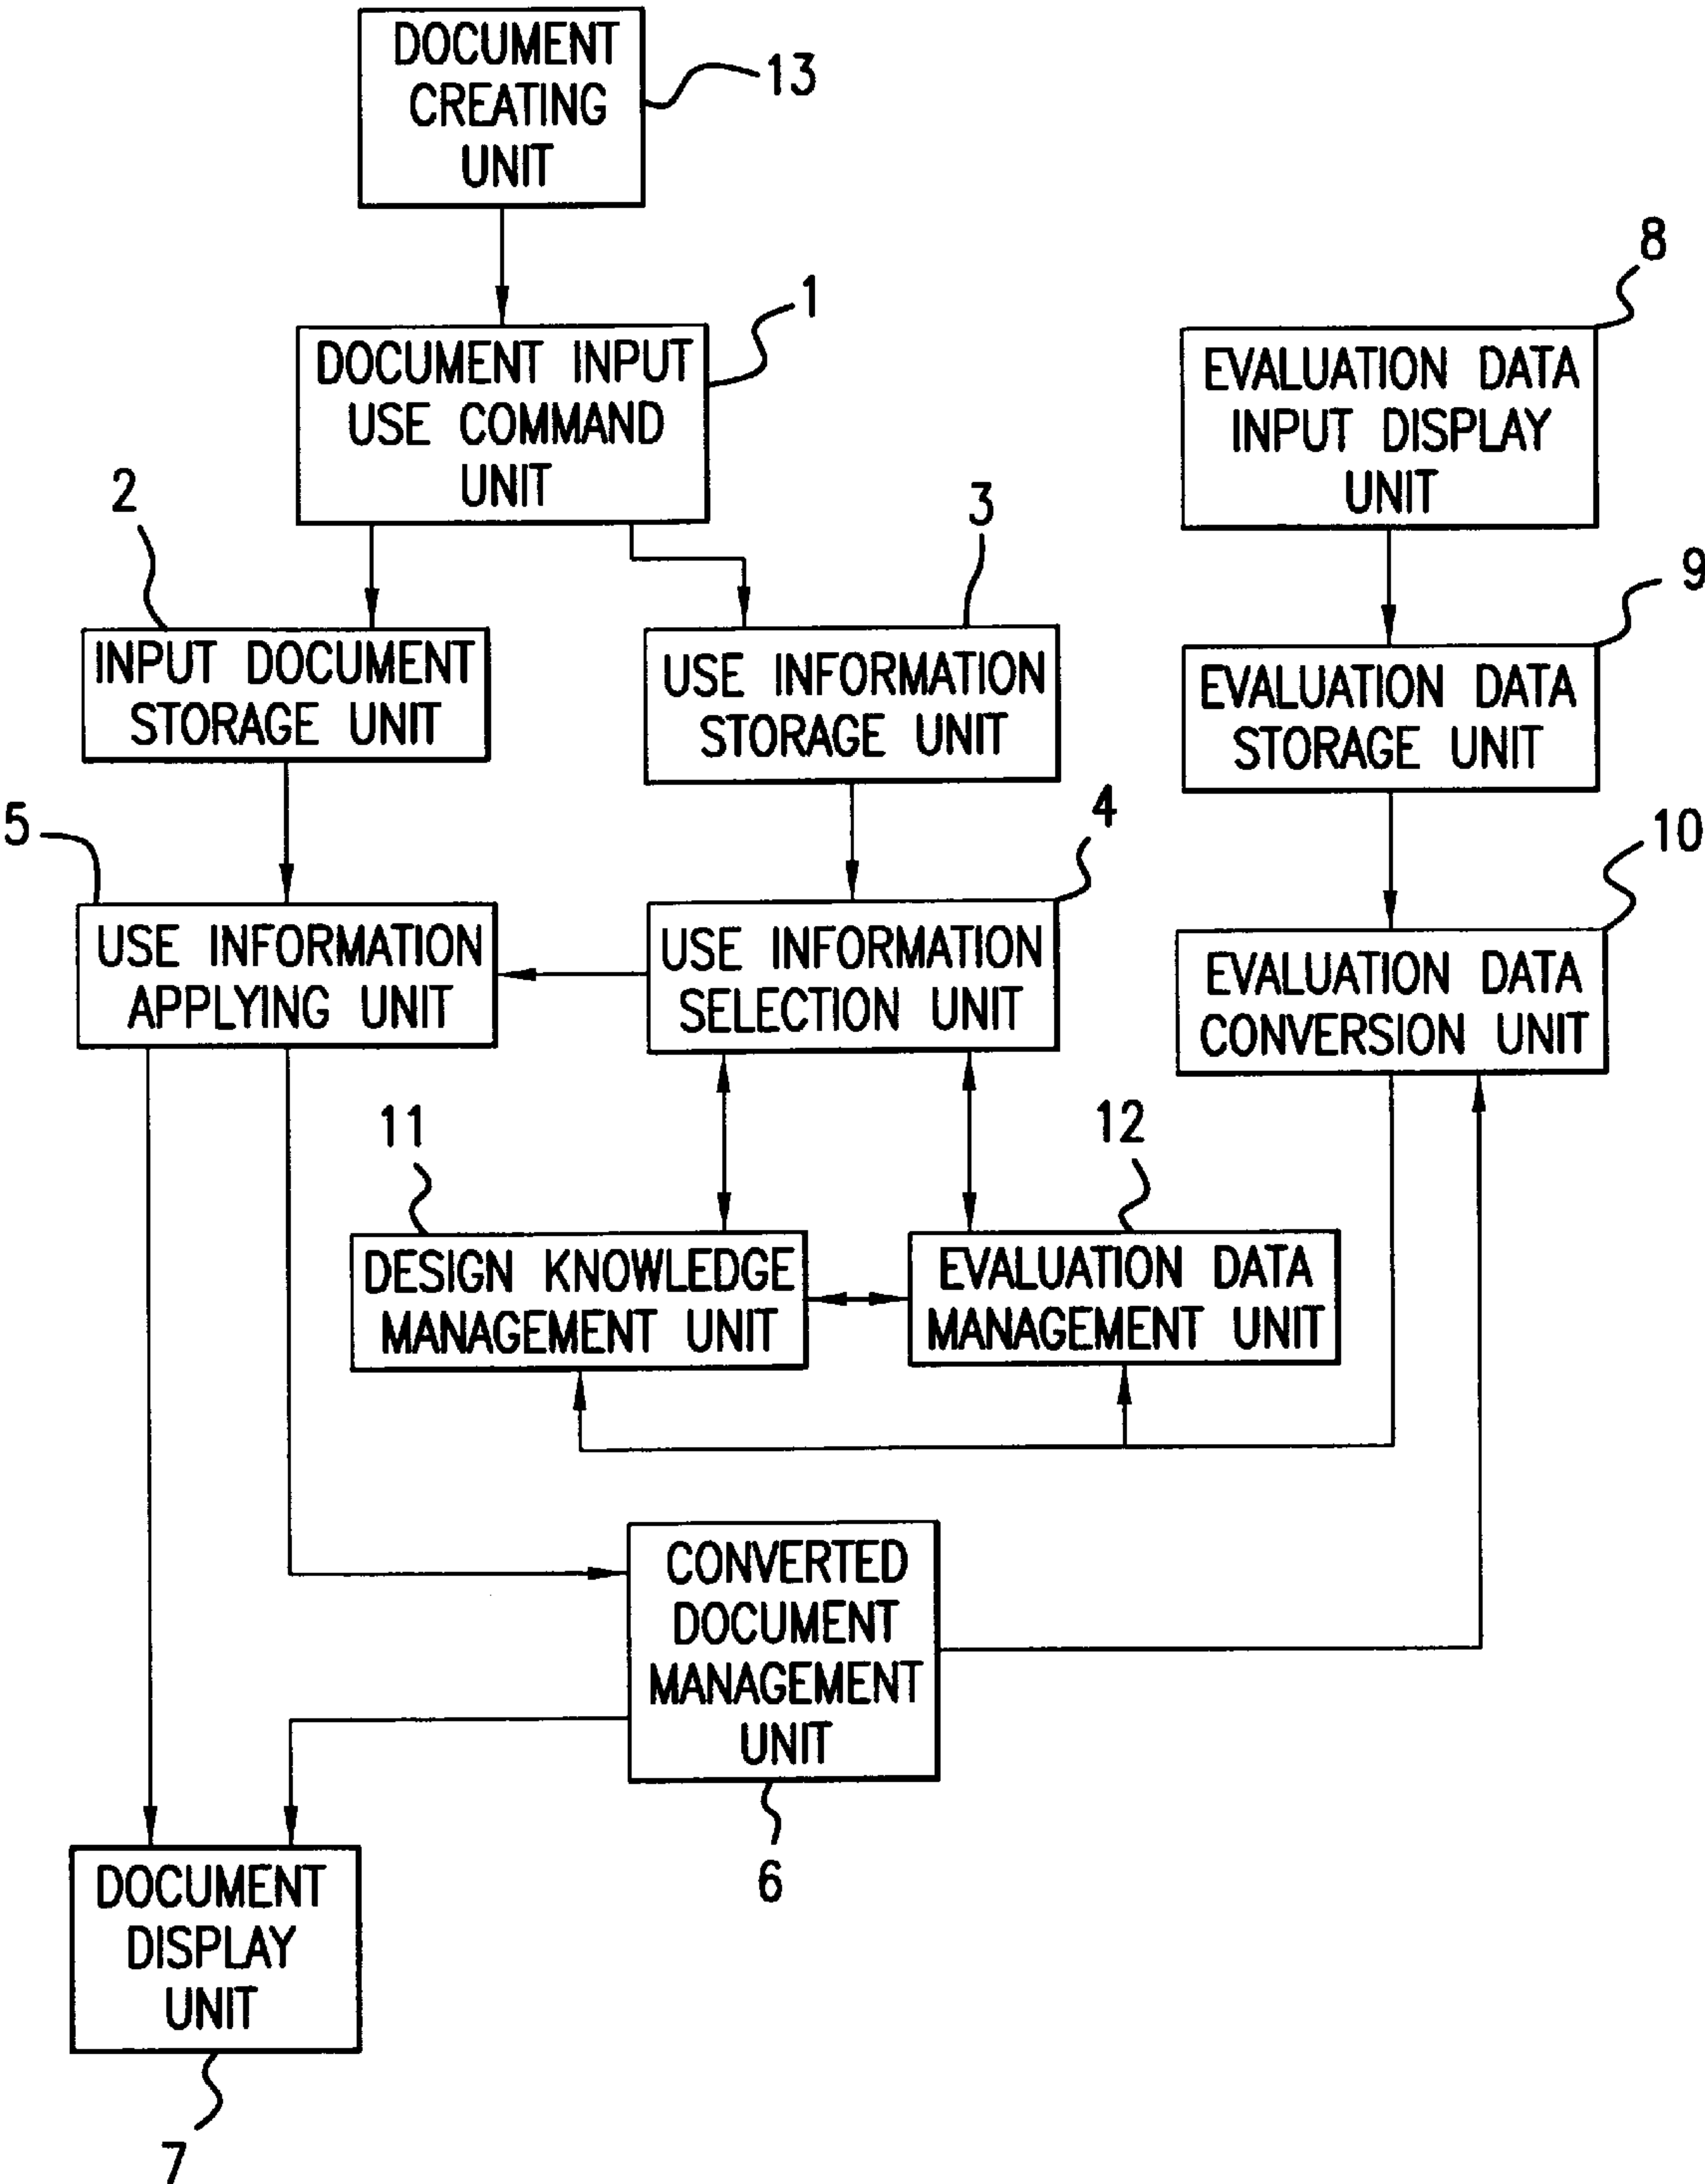 DOCUMENT
CREATING
UNIT
13
DOCUMENT INPUT
USE COMMAND
UNIT
1
EVALUATION DATA
INPUT DISPLAY
UNIT
8
INPUT DOCUMENT
STORAGE UNIT
2
USE INFORMATION
STORAGE UNIT
3
EVALUATION DATA
STORAGE UNIT
9
USE INFORMATION
APPLYING UNIT
5
USE INFORMATION
SELECTION UNIT
4
EVALUATION DATA
CONVERSION UNIT
10
DESIGN KNOWLEDGE
MANAGEMENT UNIT
11
EVALUATION DATA
MANAGEMENT UNIT
12
CONVERTED
DOCUMENT
MANAGEMENT
UNIT
6
DOCUMENT
DISPLAY
UNIT
7